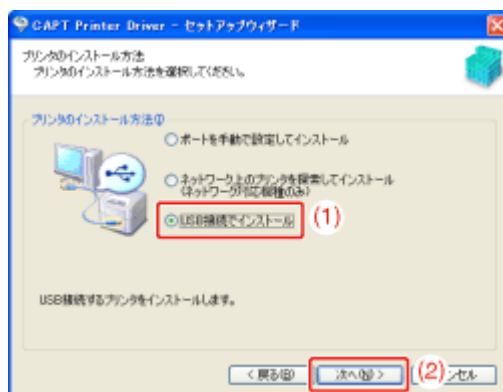 CAPT Printer Driver - セットアップウィザード
プリンタのインストール方法
プリンタのインストール方法を選択してください。
プリンタのインストール方法①
ポートを手動で設定してインストール
ネットワーク上のプリンタを探索してインストール
(ネットワーク対応機種のみ)
USB接続でインストール
(1)
USB接続するプリンタをインストールします。
< 戻る(B)
次へ(N) >
(2)
ンセル